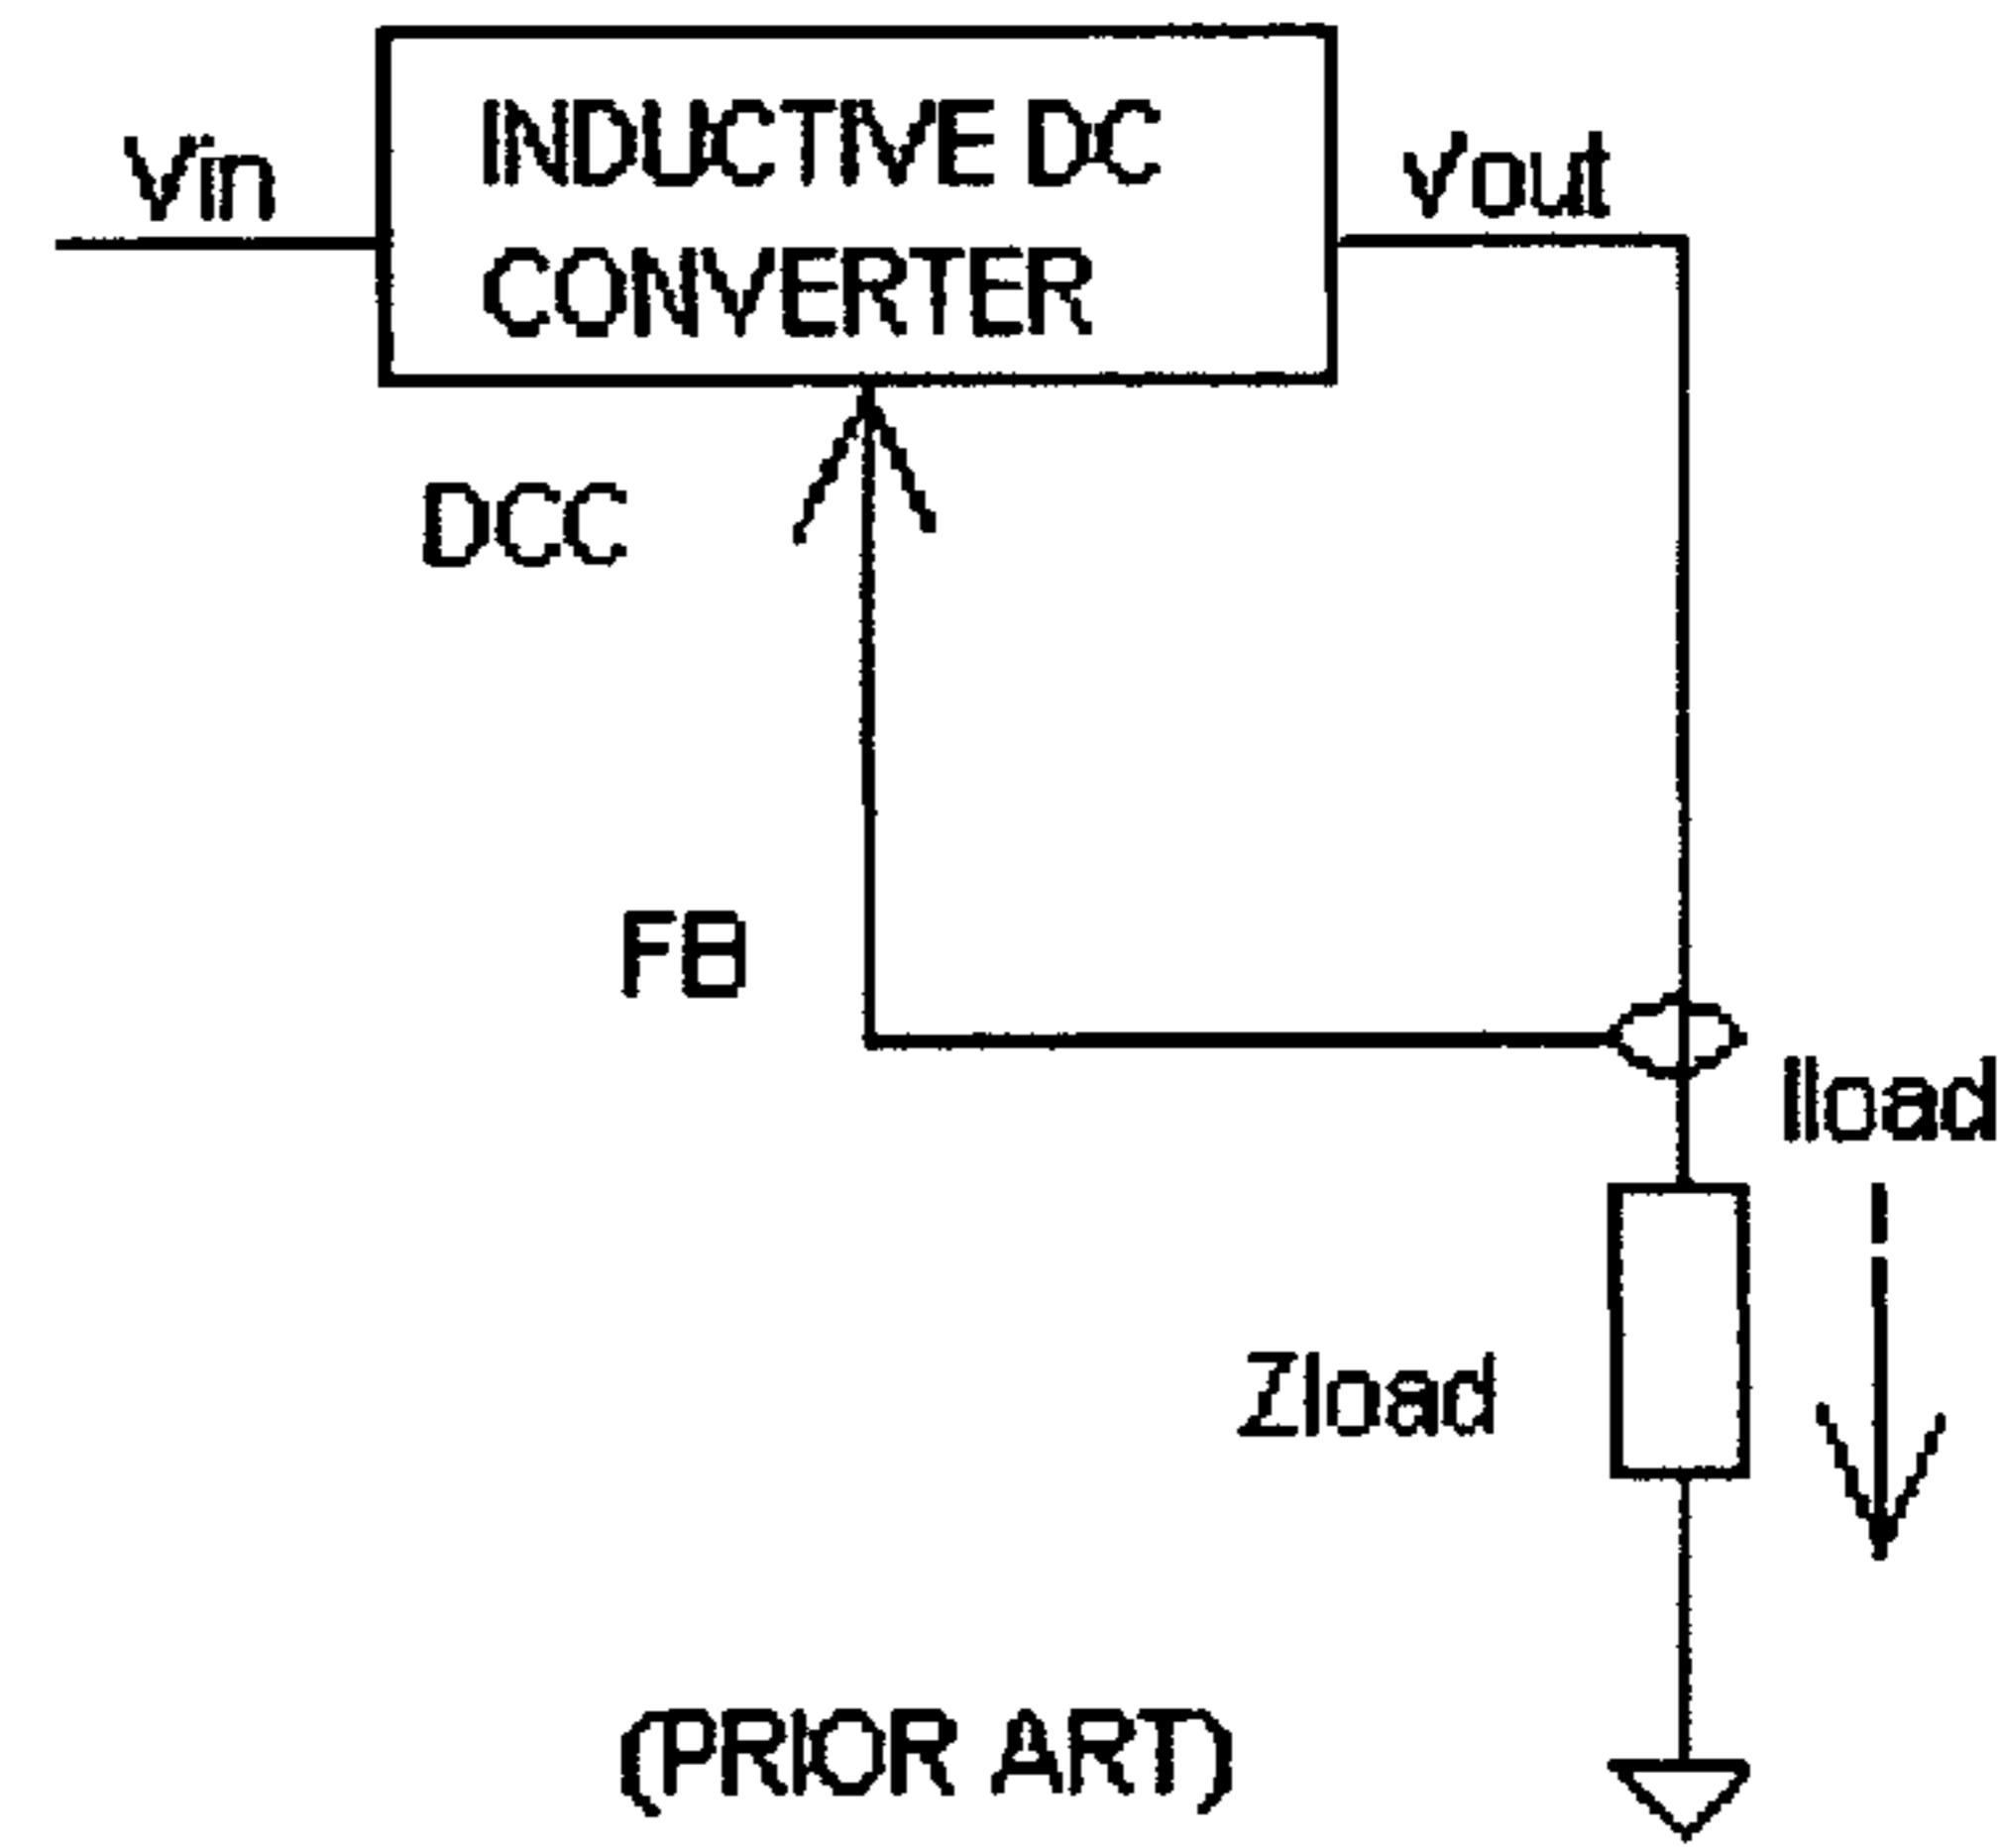 Vin
INDUCTIVE DC
CONVERTER
Vout
DCC
FB
Iload
Zload
(PRIOR ART)